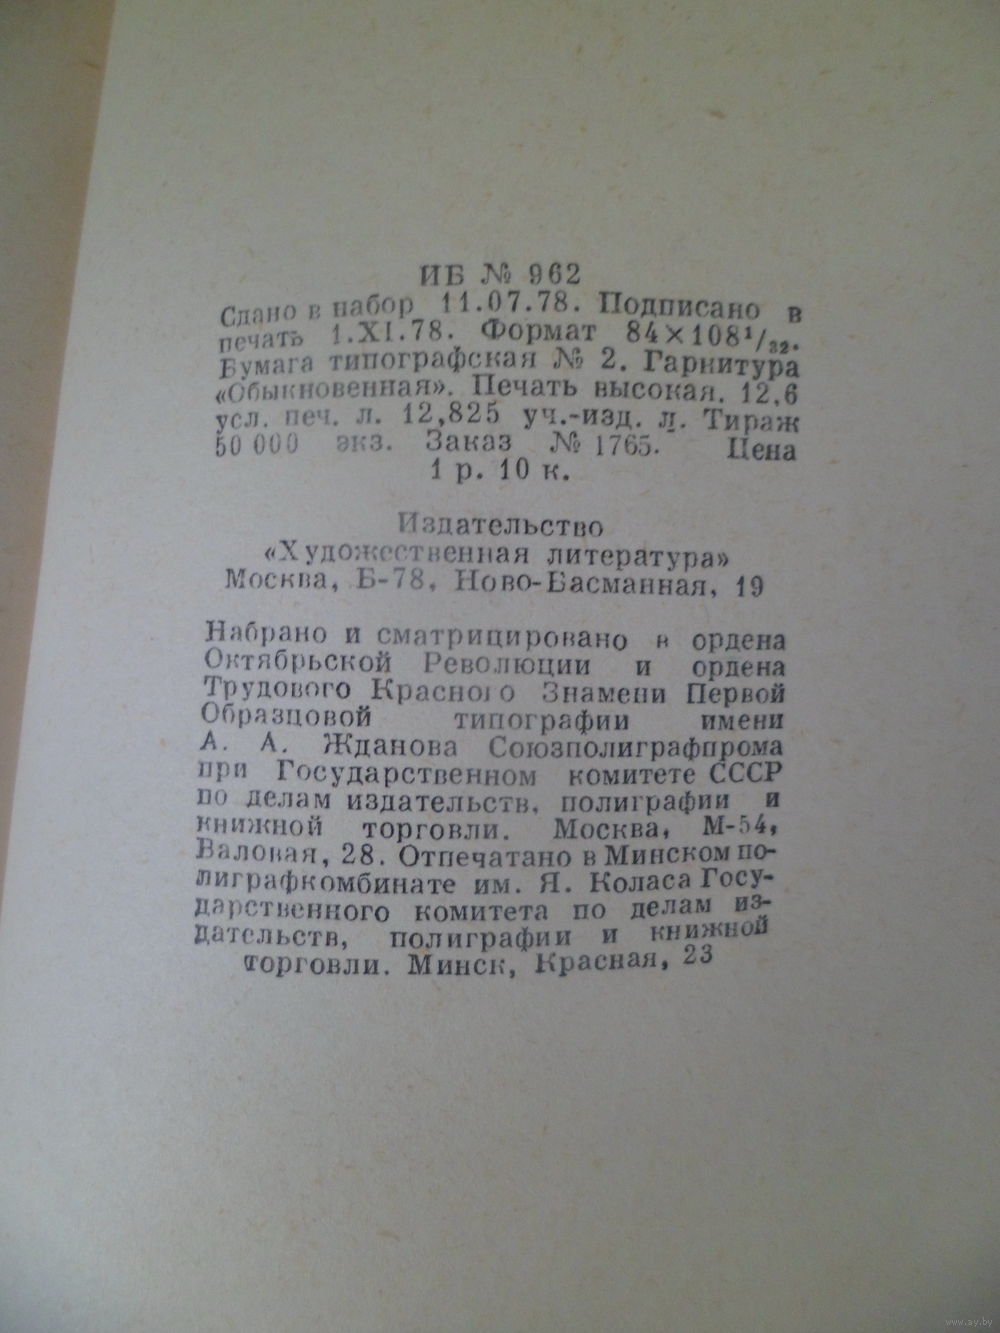 ИБ № 962
Сдано в набор 11.07.78. Подписано в
печать 1.XI.78. Формат 84×108¹/₃₂.
Бумага типографская № 2. Гарнитура
«Обыкновенная». Печать высокая. 12,6
усл. печ. л. 12,825 уч.-изд. л. Тираж
50 000 экз. Заказ № 1765. Цена
1 р. 10 к.
Издательство
«Художественная литература»
Москва, Б-78, Ново-Басманная, 19
Набрано и сматрицировано в ордена
Октябрьской Революции и ордена
Трудового Красного Знамени Первой
Образцовой типографии имени
А. А. Жданова Союзполиграфпрома
при Государственном комитете СССР
по делам издательств, полиграфии и
книжной торговли. Москва, М-54,
Валовая, 28. Отпечатано в Минском по-
лиграфкомбинате им. Я. Коласа Госу-
дарственного комитета по делам из-
дательств, полиграфии и книжной
торговли. Минск, Красная, 23
www.ay.by